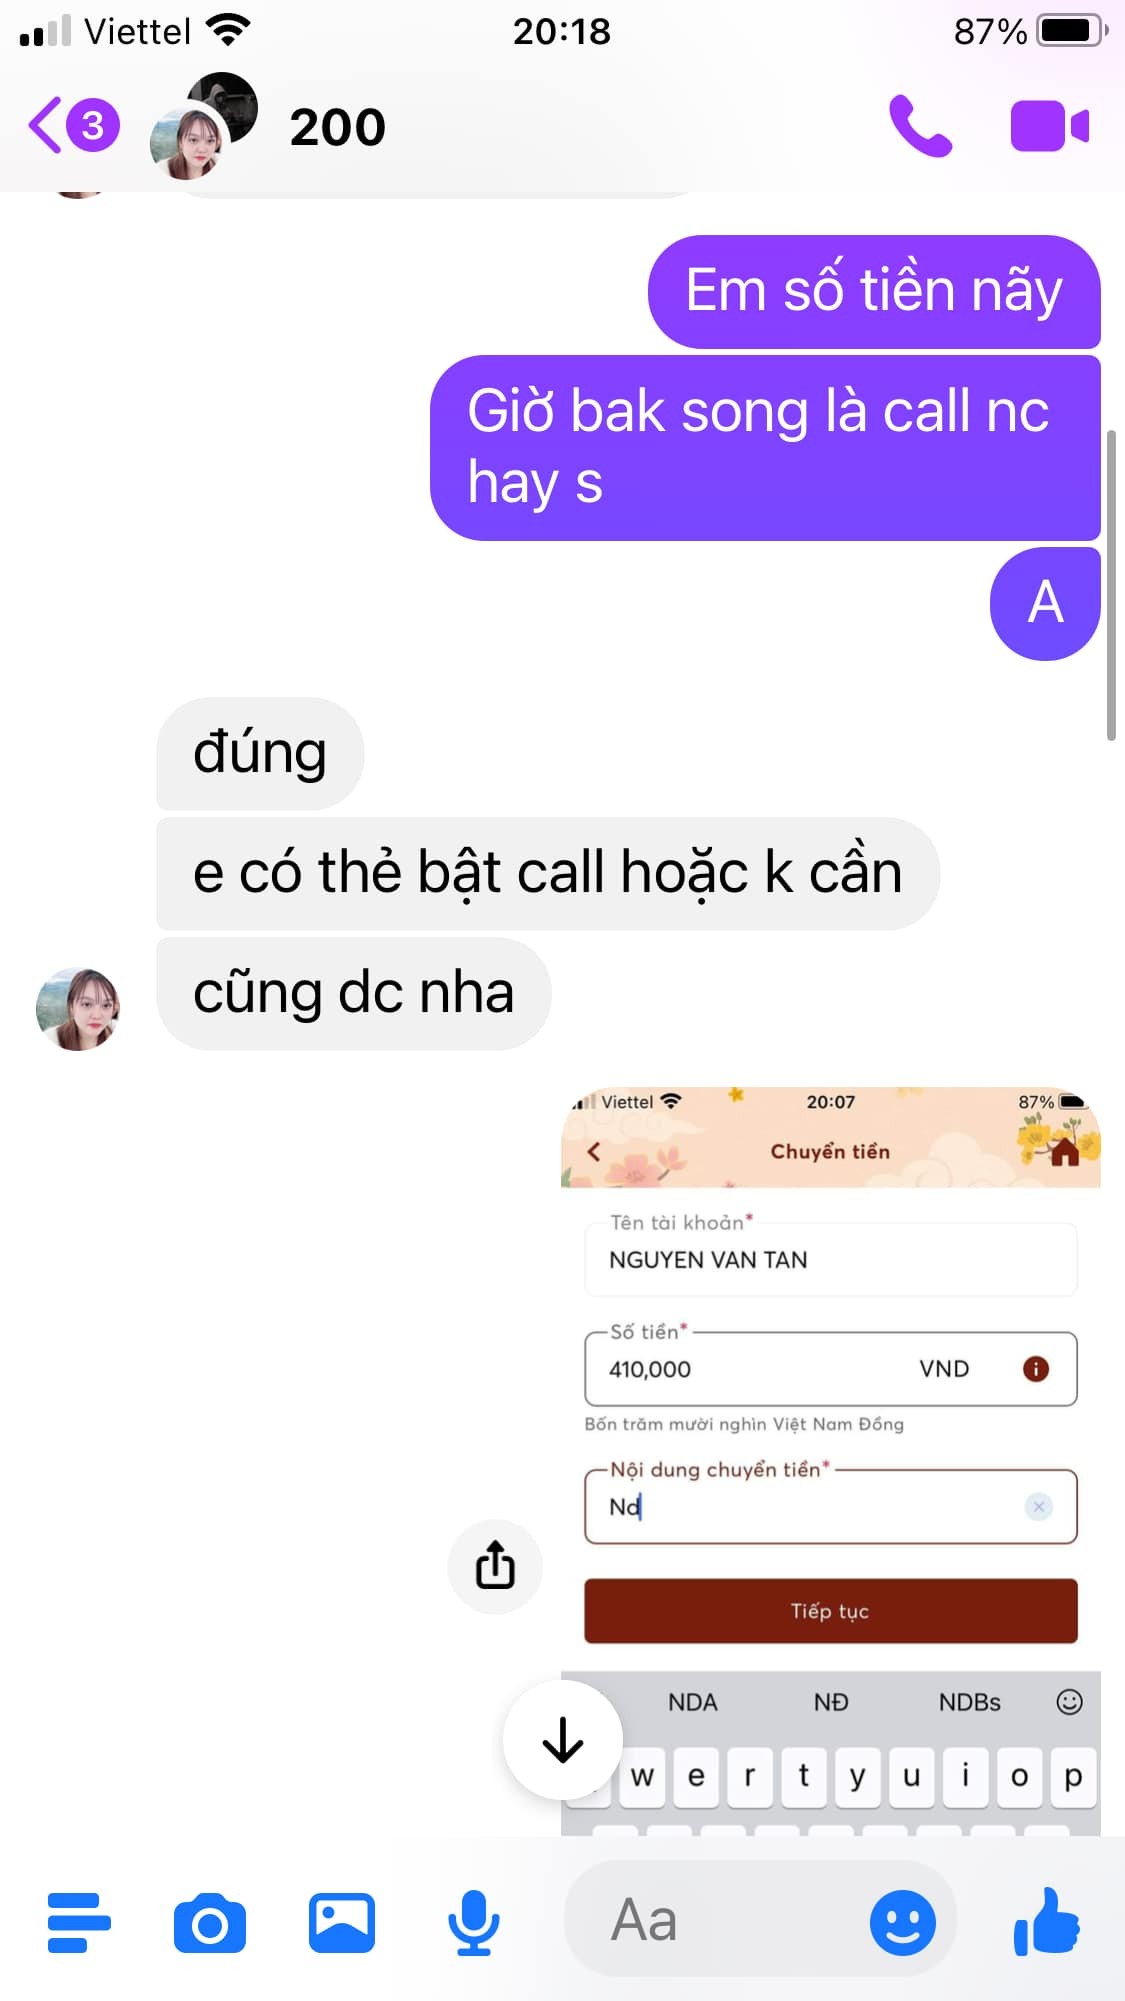 Viettel 20:18 87%
3 200
Em số tiền nãy
Giờ bak song là call nc
hay s
A
đúng
e có thẻ bật call hoặc k cần
cũng dc nha
Viettel 20:07 87%
Chuyển tiền
Tên tài khoản*
NGUYEN VAN TAN
Số tiền*
410,000 VND
Bốn trăm mười nghìn Việt Nam Đồng
Nội dung chuyển tiền*
Nd
Tiếp tục
NDA NĐ NDBs
w e r t y u i o p
Aa